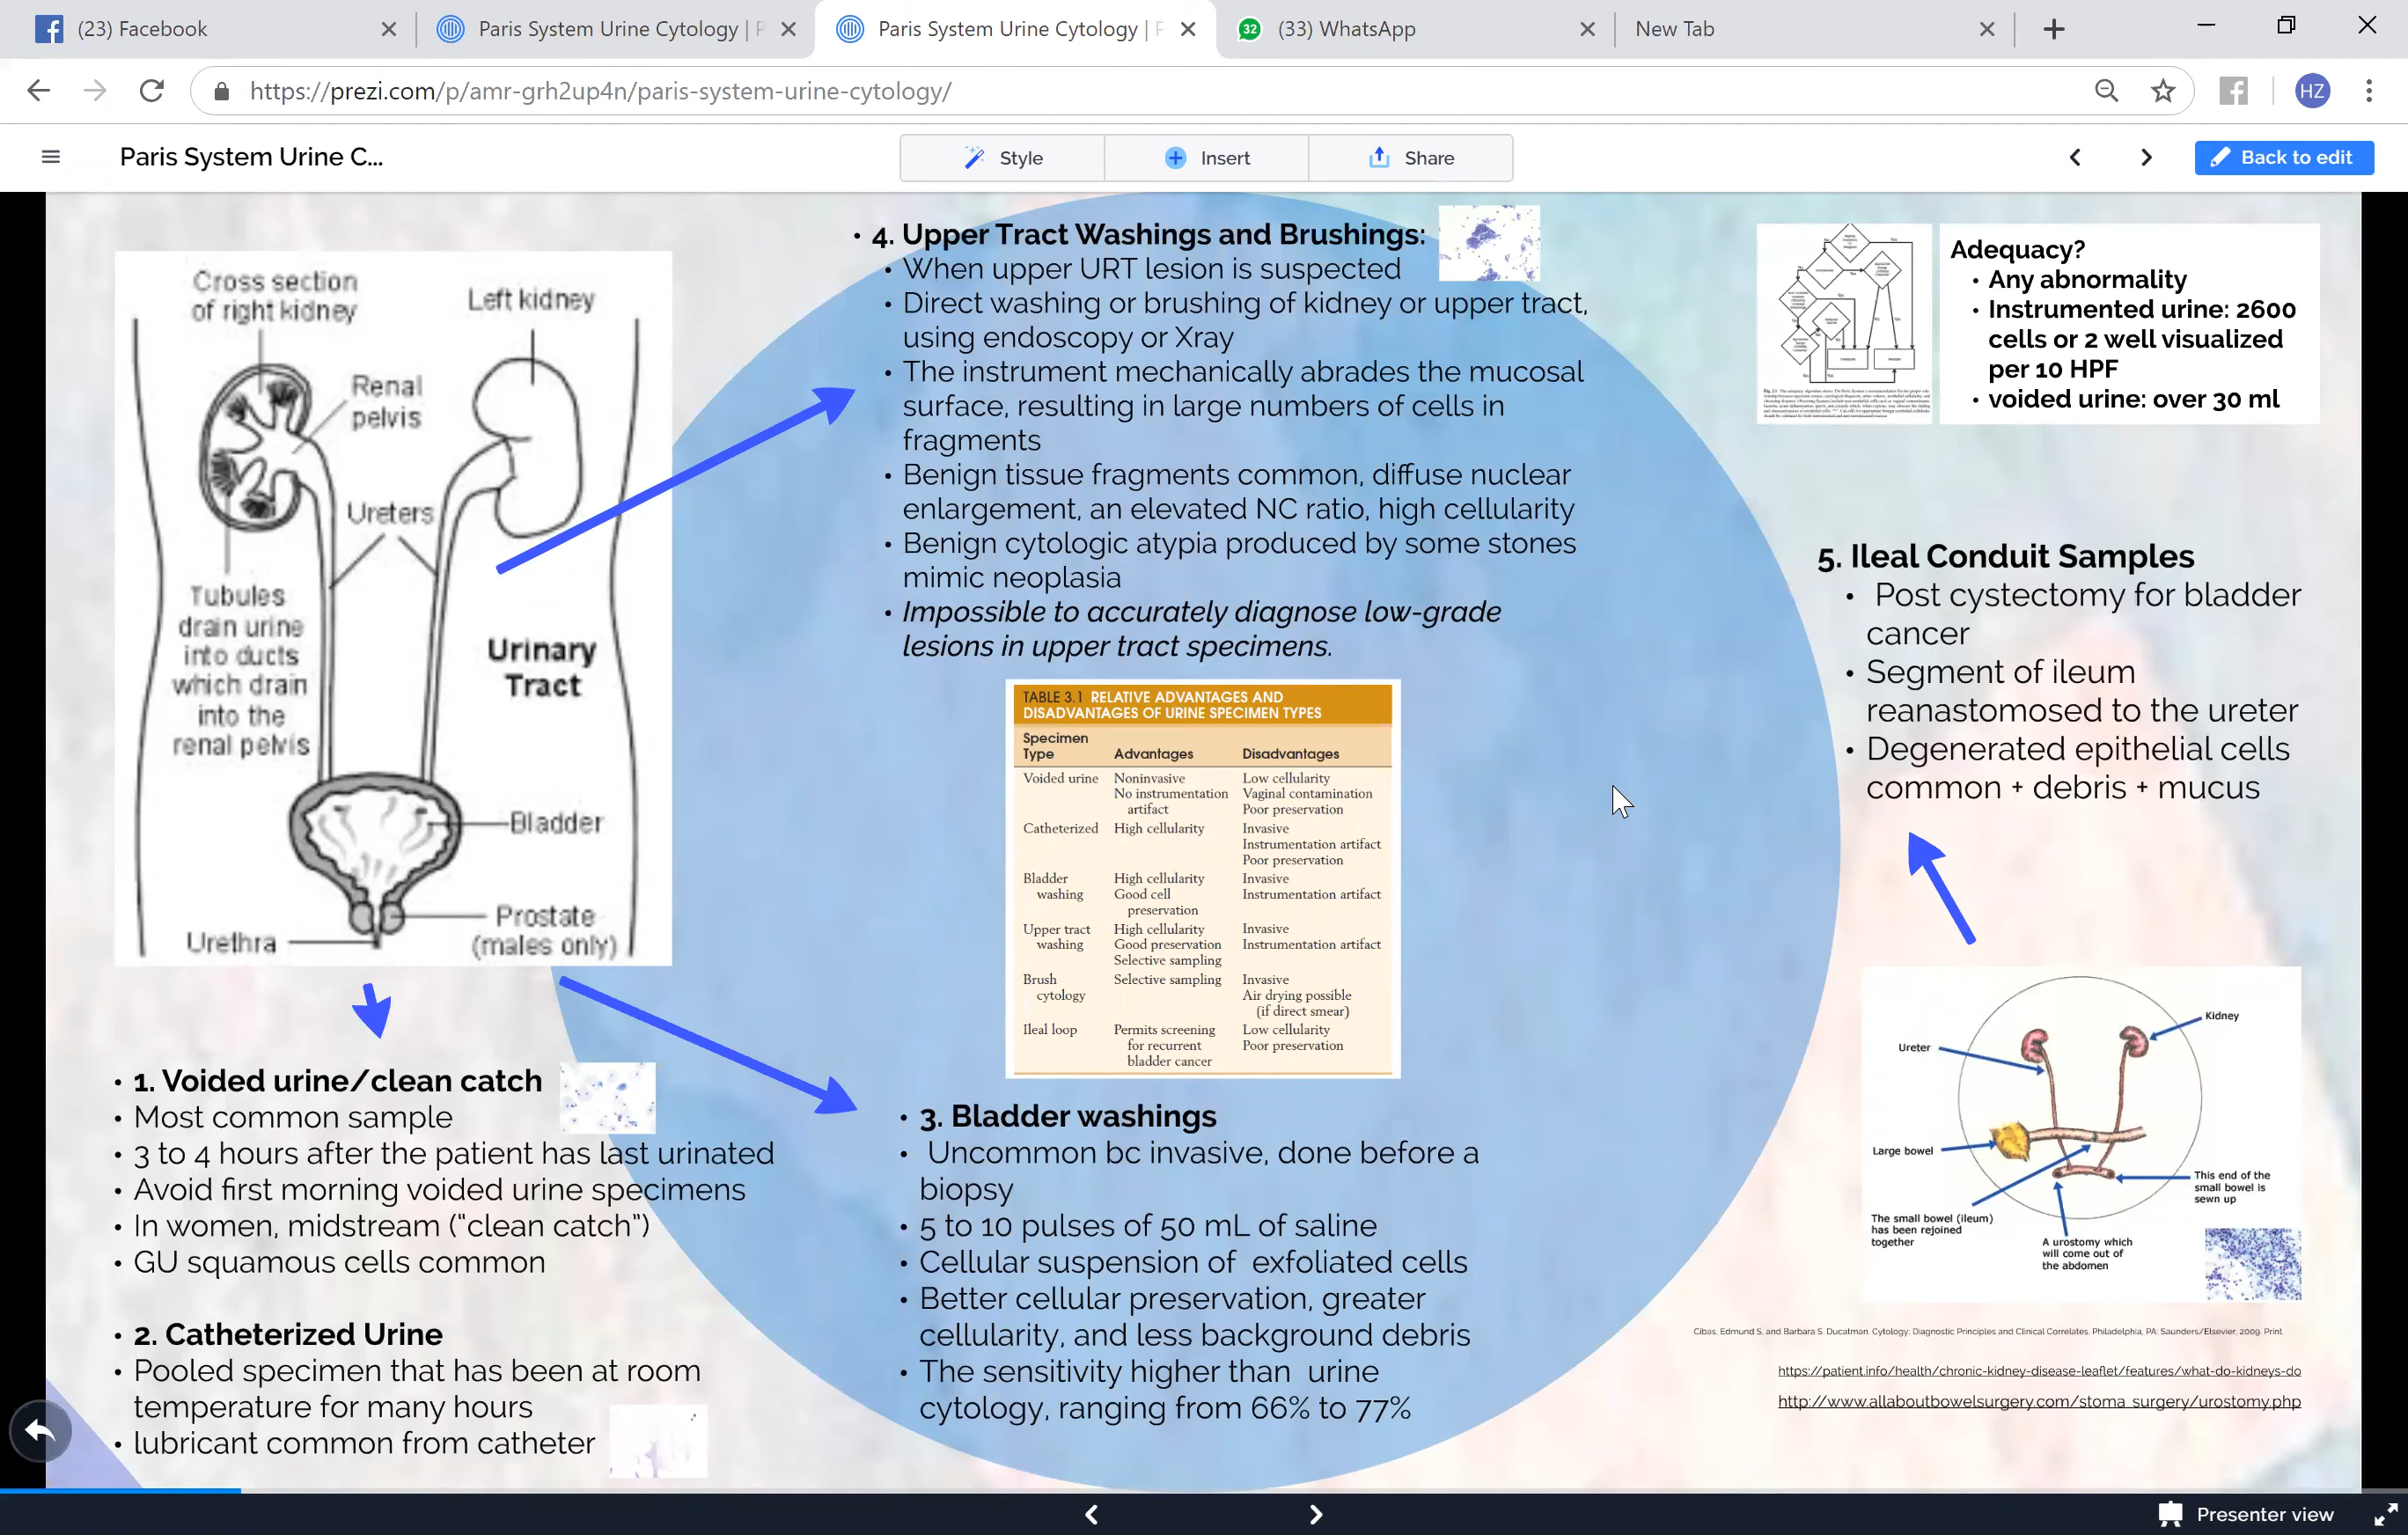 (23) Facebook
Paris System Urine Cytology |
Paris System Urine Cytology |
32
(33) WhatsApp
New Tab
https://prezi.com/p/amr-grh2up4n/paris-system-urine-cytology/
HZ
Paris System Urine C...
Style
Insert
Share
Back to edit
Cross section
of right kidney
Left kidney
Renal
pelvis
Ureters
Tubules
drain urine
into ducts
which drain
into the
renal pelvis
Urinary
Tract
Bladder
Prostate
(males only)
Urethra
• 4. Upper Tract Washings and Brushings:
• When upper URT lesion is suspected
• Direct washing or brushing of kidney or upper tract,
using endoscopy or Xray
• The instrument mechanically abrades the mucosal
surface, resulting in large numbers of cells in
fragments
• Benign tissue fragments common, diffuse nuclear
enlargement, an elevated NC ratio, high cellularity
• Benign cytologic atypia produced by some stones
mimic neoplasia
• Impossible to accurately diagnose low-grade
lesions in upper tract specimens.
TABLE 3.1 RELATIVE ADVANTAGES AND
DISADVANTAGES OF URINE SPECIMEN TYPES
Specimen
Type Advantages Disadvantages
Voided urine Noninvasive Low cellularity
No instrumentation Vaginal contamination
artifact Poor preservation
Catheterized High cellularity Invasive
Instrumentation artifact
Poor preservation
Bladder High cellularity Invasive
washing Good cell Instrumentation artifact
preservation
Upper tract High cellularity Invasive
washing Good preservation Instrumentation artifact
Selective sampling
Brush Selective sampling Invasive
cytology Air drying possible
(if direct smear)
Ileal loop Permits screening Low cellularity
for recurrent Poor preservation
bladder cancer
Adequacy?
• Any abnormality
• Instrumented urine: 2600
cells or 2 well visualized
per 10 HPF
• voided urine: over 30 ml
5. Ileal Conduit Samples
• Post cystectomy for bladder
cancer
• Segment of ileum
reanastomosed to the ureter
• Degenerated epithelial cells
common + debris + mucus
Kidney
Ureter
Large bowel
This end of the
small bowel is
sewn up
The small bowel (ileum)
has been rejoined
together
A urostomy which
will come out of
the abdomen
• 1. Voided urine/clean catch
• Most common sample
• 3 to 4 hours after the patient has last urinated
• Avoid first morning voided urine specimens
• In women, midstream (“clean catch”)
• GU squamous cells common
• 2. Catheterized Urine
• Pooled specimen that has been at room
temperature for many hours
• lubricant common from catheter
• 3. Bladder washings
• Uncommon bc invasive, done before a
biopsy
• 5 to 10 pulses of 50 mL of saline
• Cellular suspension of exfoliated cells
• Better cellular preservation, greater
cellularity, and less background debris
• The sensitivity higher than urine
cytology, ranging from 66% to 77%
Cibas, Edmund S, and Barbara S. Ducatman. Cytology: Diagnostic Principles and Clinical Correlates. Philadelphia, PA: Saunders/Elsevier, 2009. Print.
https://patient.info/health/chronic-kidney-disease-leaflet/features/what-do-kidneys-do
http://www.allaboutbowelsurgery.com/stoma_surgery/urostomy.php
Presenter view